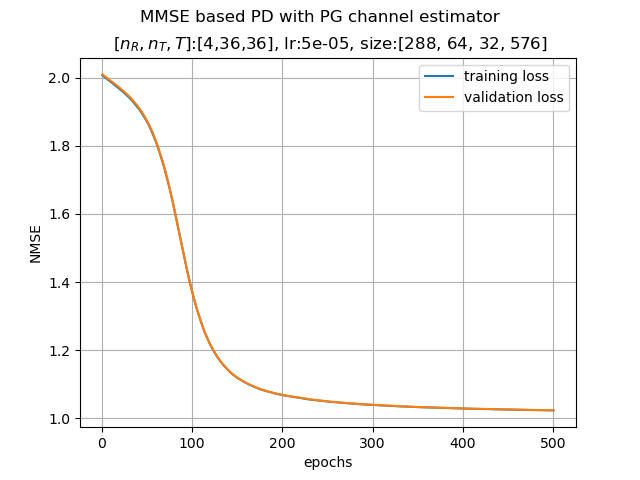 MMSE based PD with PG channel estimator
[n_R, n_T, T]:[4,36,36], lr:5e-05, size:[288, 64, 32, 576]
training loss
validation loss
2.0
1.8
1.6
1.4
1.2
1.0
NMSE
0 100 200 300 400 500
epochs